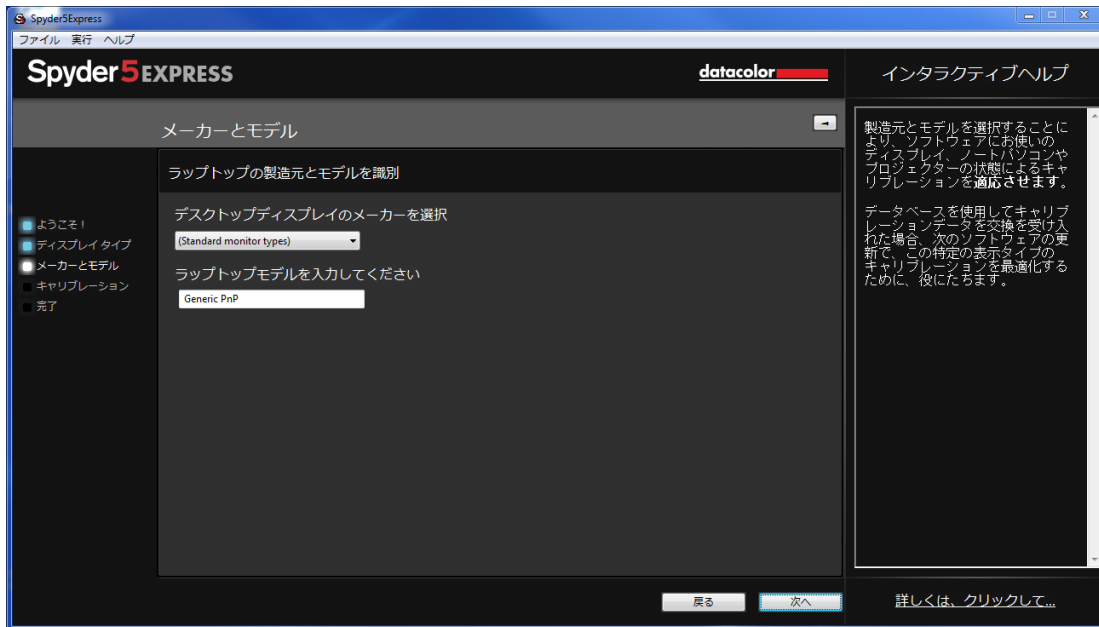 Spyder5Express
ファイル 実行 ヘルプ
Spyder5EXPRESS
datacolor
インタラクティブヘルプ
メーカーとモデル
ラップトップの製造元とモデルを識別
ようこそ！
ディスプレイ タイプ
メーカーとモデル
キャリブレーション
完了
デスクトップディスプレイのメーカーを選択
(Standard monitor types)
ラップトップモデルを入力してください
Generic PnP
製造元とモデルを選択することに
より、ソフトウェアにお使いの
ディスプレイ、ノートパソコンや
プロジェクターの状態によるキャ
リブレーションを適応させます。
データベースを使用してキャリブ
レーションデータを交換を受け入
れた場合、次のソフトウェアの更
新で、この特定の表示タイプの
キャリブレーションを最適化する
ために、役にたちます。
戻る
次へ
詳しくは、クリックして...